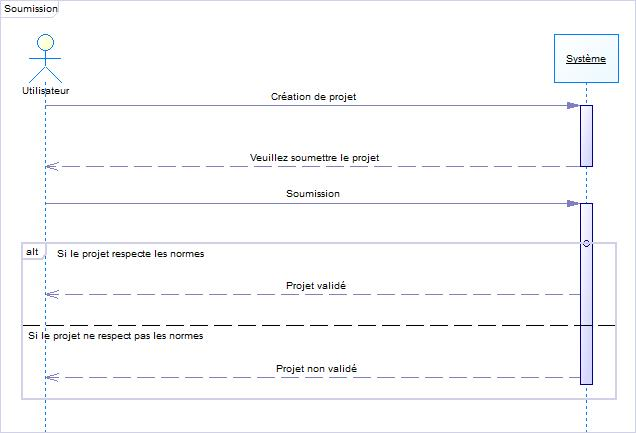 Soumission
Utilisateur
Système
Création de projet
Veuillez soumettre le projet
Soumission
alt
Si le projet respecte les normes
Projet validé
Si le projet ne respect pas les normes
Projet non validé